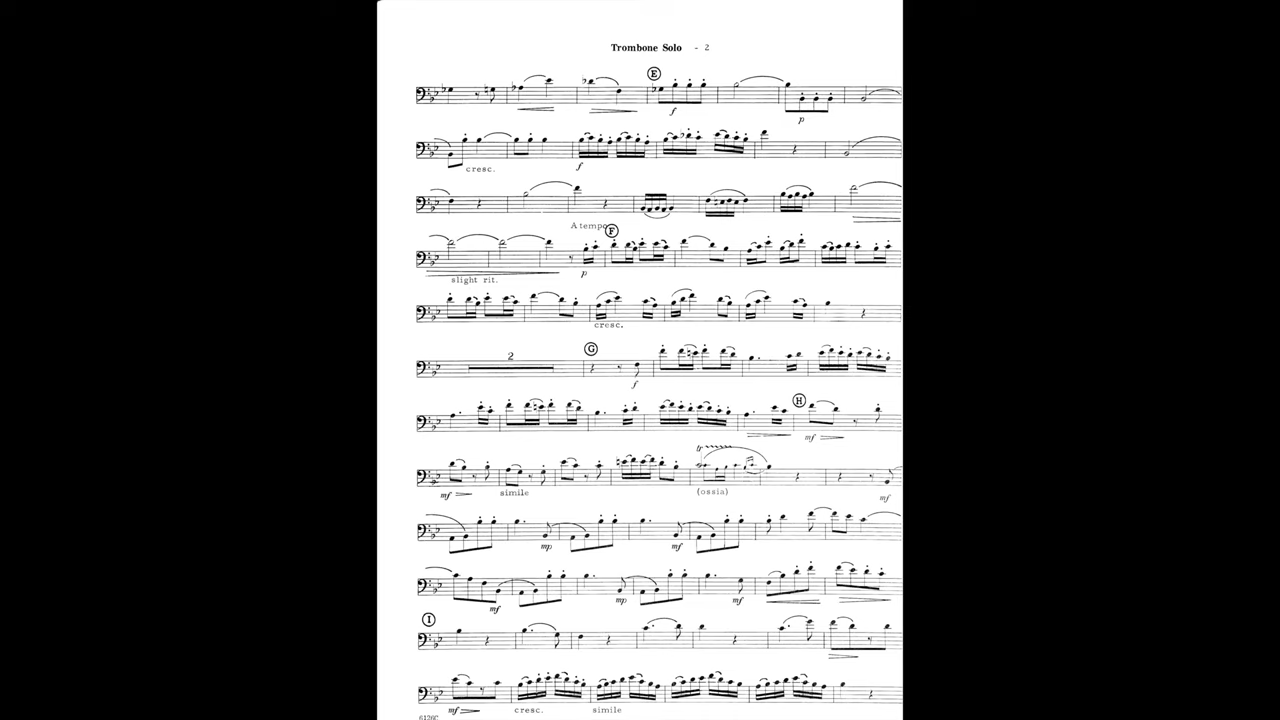 Trombone Solo - 2
E
f
p
cresc.
f
A tempo
F
p
slight rit.
cresc.
2
G
f
H
mf
tr
mf
simile
(ossia)
mf
mp
mf
mf
mp
mf
I
mf
cresc.
simile
6126C